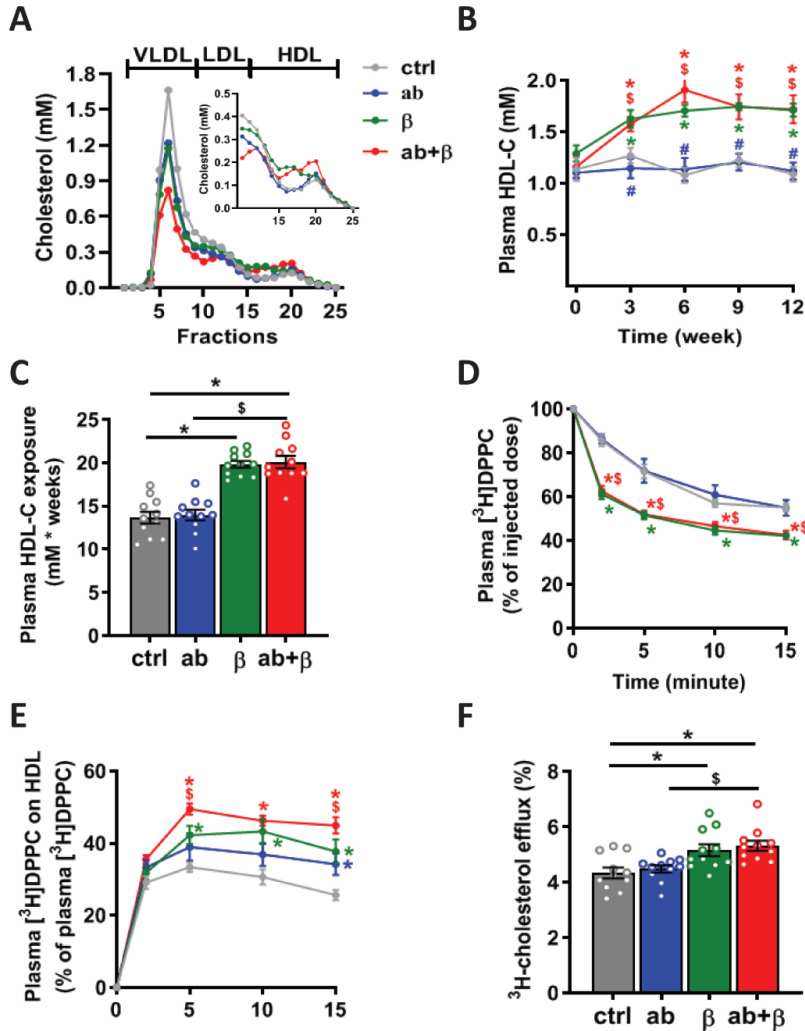 A
VLDL LDL HDL
Cholesterol (mM)
1.8
1.5
1.2
0.9
0.6
0.3
0.0
5 10 15 20 25
Fractions
Cholesterol (mM)
0.5
0.4
0.3
0.2
0.1
0.0
15 20 25
ctrl
ab
β
ab+β
B
Plasma HDL-C (mM)
2.0
1.5
1.0
0.5
0 3 6 9 12
Time (week)
* * * *
$ $ $ $
* * * *
# # # #
C
Plasma HDL-C exposure
(mM * weeks)
25
20
15
10
5
0
*
$
*
ctrl ab β ab+β
D
Plasma [³H]DPPC
(% of injected dose)
100
80
60
40
20
0
0 5 10 15
Time (minute)
*$ *$ *$ *$
* * * *
E
Plasma [³H]DPPC on HDL
(% of plasma [³H]DPPC)
60
40
20
0
0 5 10 15
* * *
$ $
* * *
*
F
³H-cholesterol efflux (%)
8
6
4
2
0
*
*
$
ctrl ab β ab+β